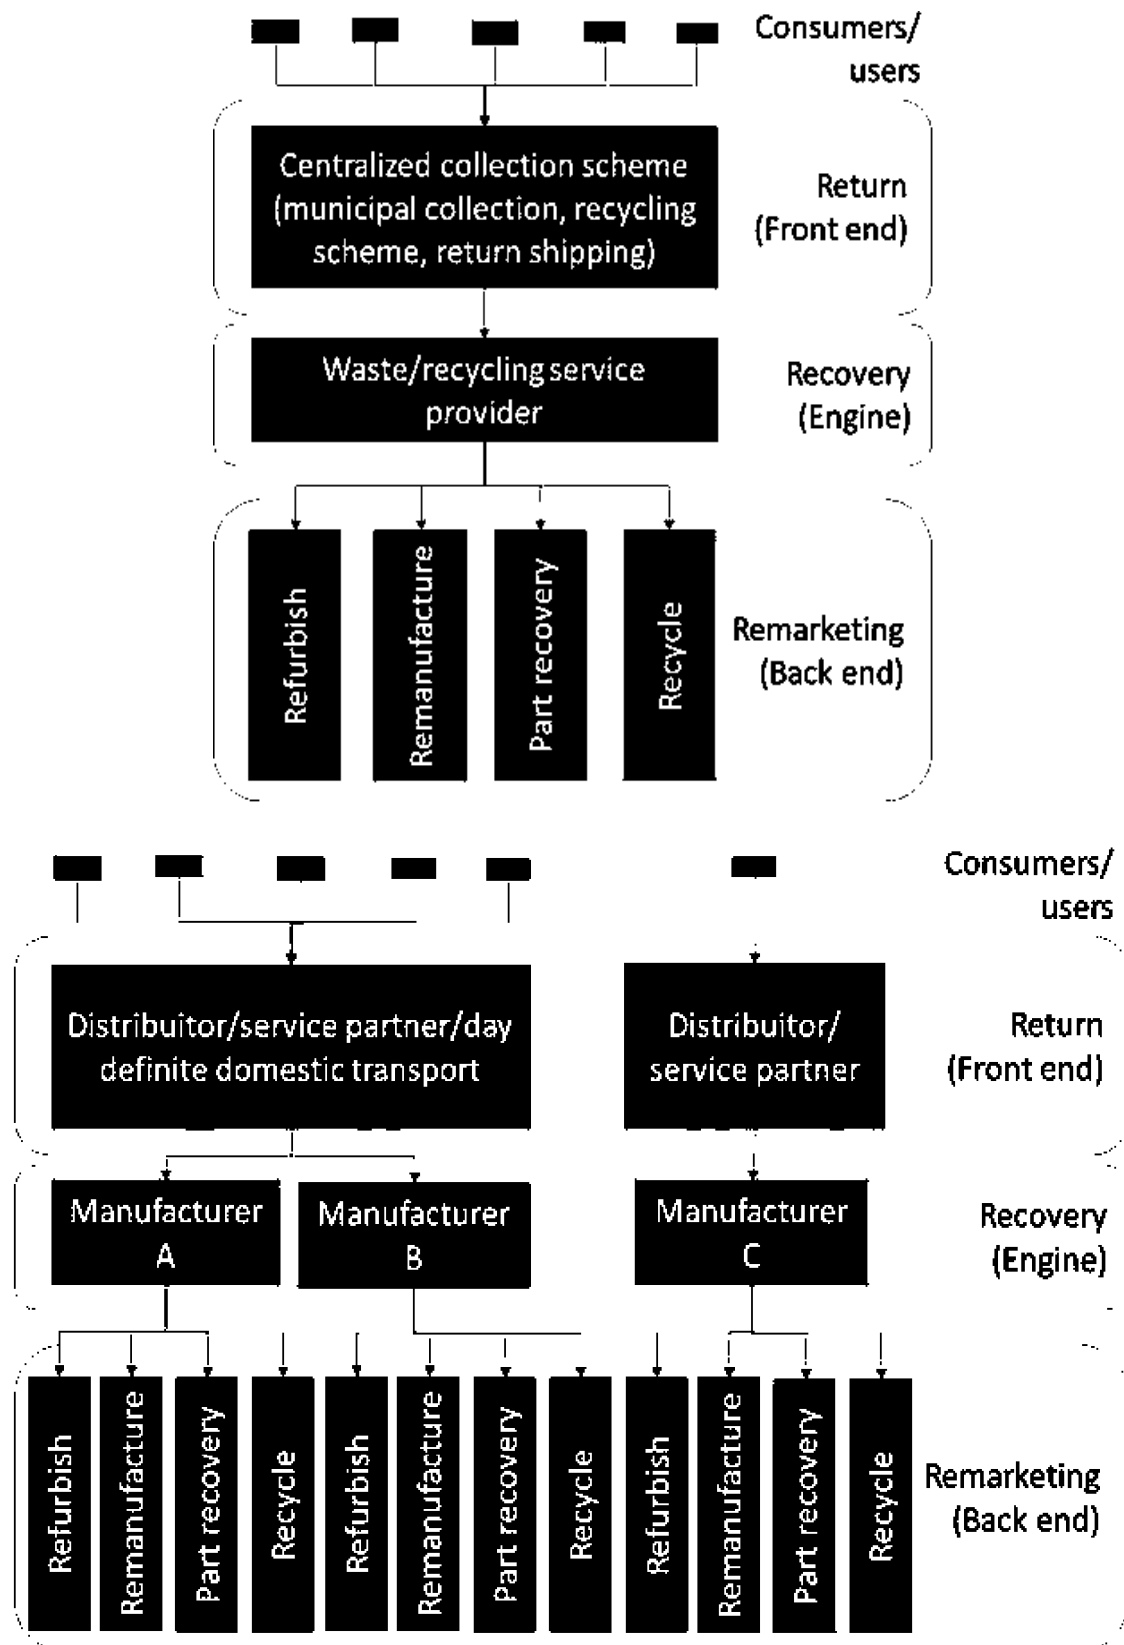 Consumers/
users
Centralized collection scheme
(municipal collection, recycling
scheme, return shipping)
Return
(Front end)
Waste/recycling service
provider
Recovery
(Engine)
Refurbish
Remanufacture
Part recovery
Recycle
Remarketing
(Back end)
Consumers/
users
Distribuitor/service partner/day
definite domestic transport
Distribuitor/
service partner
Return
(Front end)
Manufacturer
A
Manufacturer
B
Manufacturer
C
Recovery
(Engine)
Refurbish
Remanufacture
Part recovery
Recycle
Refurbish
Remanufacture
Part recovery
Recycle
Refurbish
Remanufacture
Part recovery
Recycle
Remarketing
(Back end)